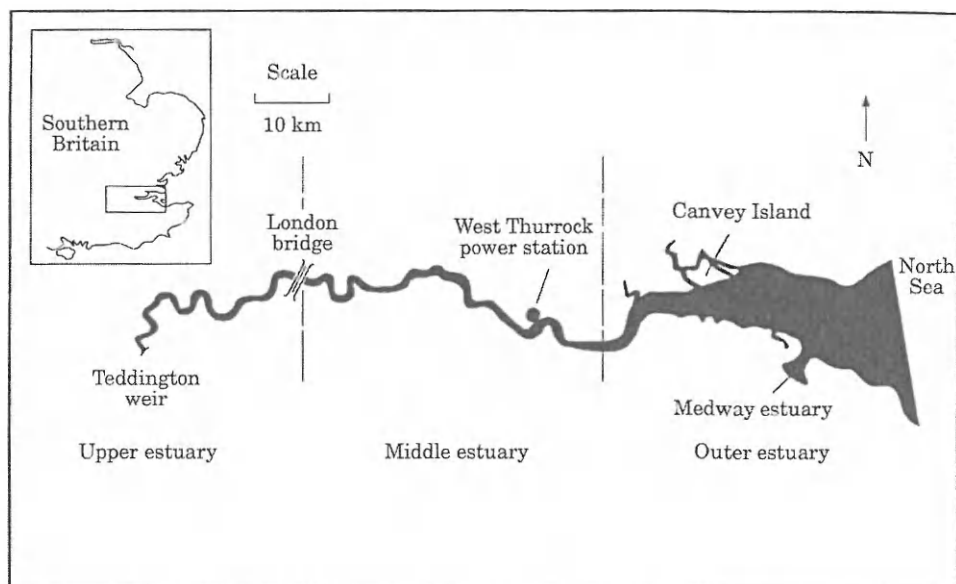 Southern
Britain
Scale
10 km
N
London
bridge
West Thurrock
power station
Canvey Island
North
Sea
Teddington
weir
Medway estuary
Upper estuary
Middle estuary
Outer estuary